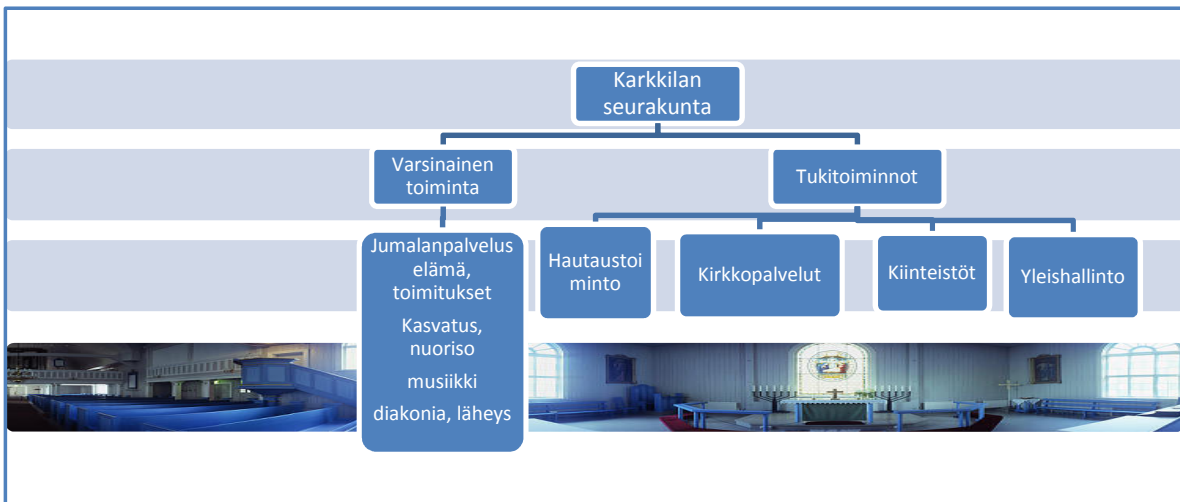 Karkkilan
seurakunta
Varsinainen
toiminta
Tukitoiminnot
Jumalanpalvelus
elämä,
toimitukset
Kasvatus,
nuoriso
musiikki
diakonia, läheys
Hautaustoi
minto
Kirkkopalvelut
Kiinteistöt
Yleishallinto